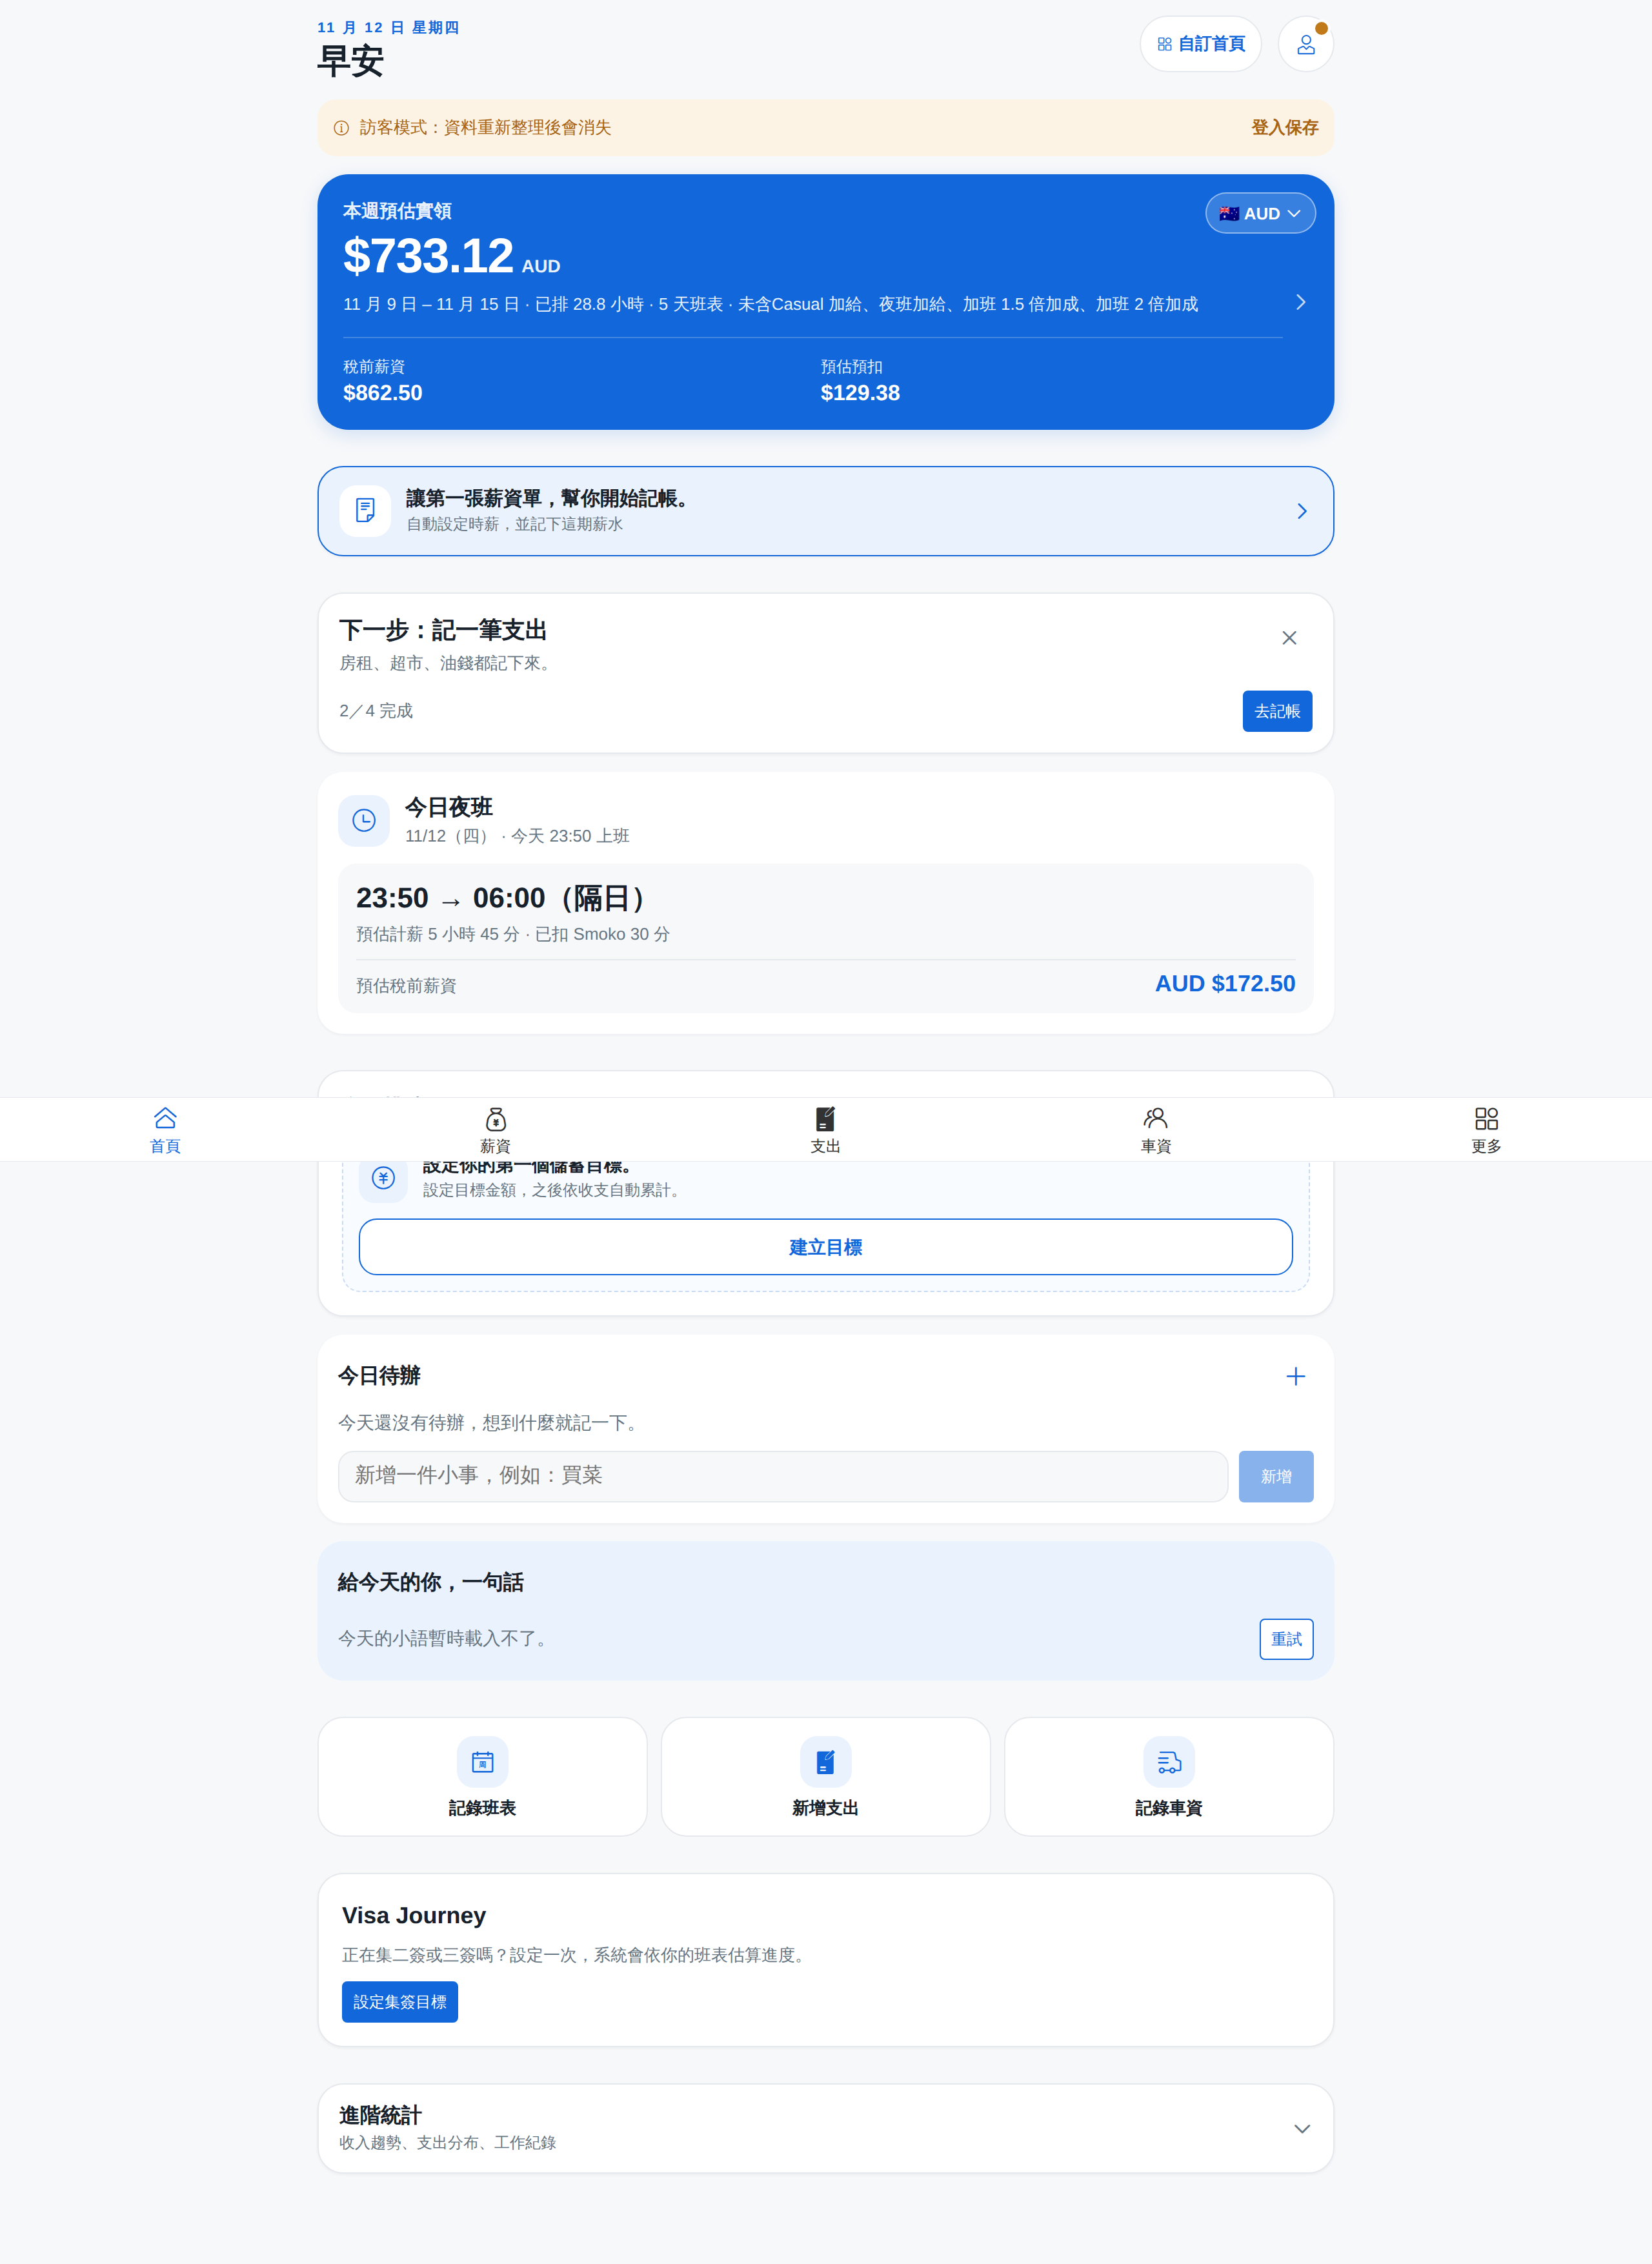 11 月 12 日 星期四
早安
自訂首頁
訪客模式：資料重新整理後會消失
登入保存
本週預估實領
🇦🇺 AUD
$733.12 AUD
11 月 9 日 – 11 月 15 日 · 已排 28.8 小時 · 5 天班表 · 未含Casual 加給、夜班加給、加班 1.5 倍加成、加班 2 倍加成
稅前薪資
預估預扣
$862.50
$129.38
讓第一張薪資單，幫你開始記帳。
自動設定時薪，並記下這期薪水
下一步：記一筆支出
房租、超市、油錢都記下來。
2／4 完成
去記帳
今日夜班
11/12（四） · 今天 23:50 上班
23:50 → 06:00（隔日）
預估計薪 5 小時 45 分 · 已扣 Smoko 30 分
預估稅前薪資
AUD $172.50
首頁
薪資
支出
車資
更多
設定你的第一個儲蓄目標。
設定目標金額，之後依收支自動累計。
建立目標
今日待辦
今天還沒有待辦，想到什麼就記一下。
新增一件小事，例如：買菜
新增
給今天的你，一句話
今天的小語暫時載入不了。
重試
記錄班表
新增支出
記錄車資
Visa Journey
正在集二簽或三簽嗎？設定一次，系統會依你的班表估算進度。
設定集簽目標
進階統計
收入趨勢、支出分布、工作紀錄